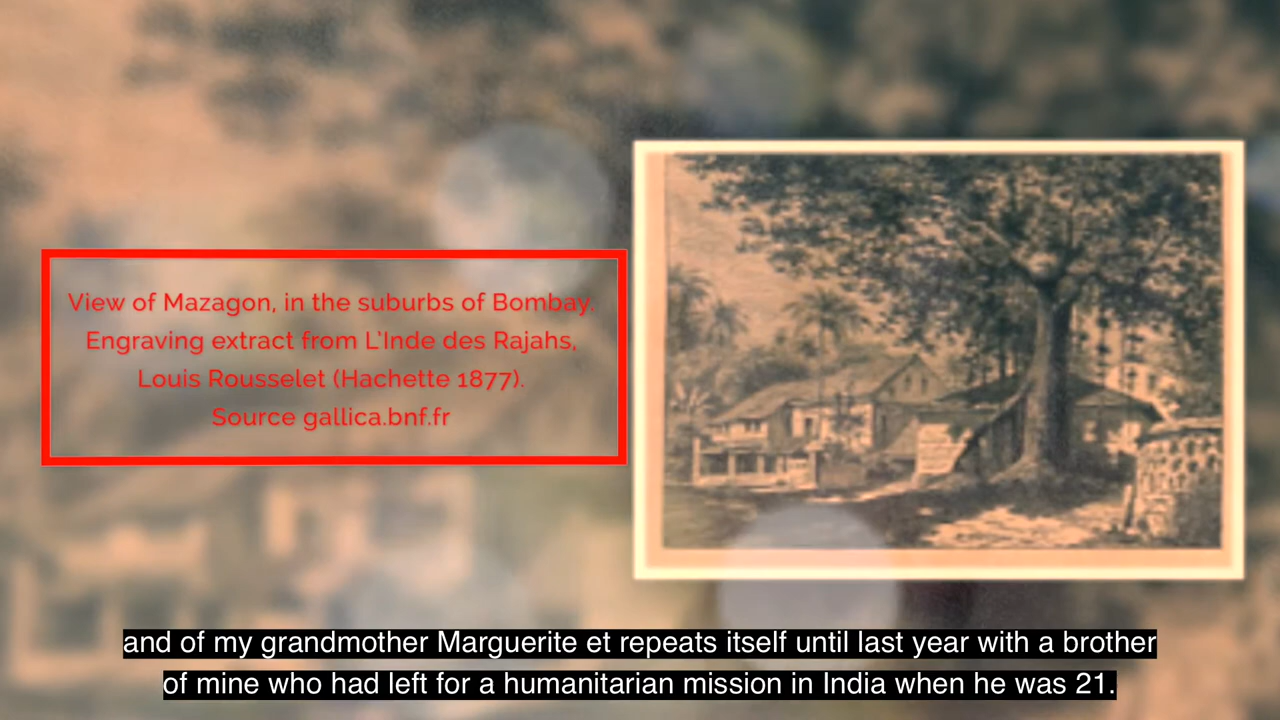 View of Mazagon, in the suburbs of Bombay.
Engraving extract from L'Inde des Rajahs,
Louis Rousselet (Hachette 1877).
Source gallica.bnf.fr
and of my grandmother Marguerite et repeats itself until last year with a brother
of mine who had left for a humanitarian mission in India when he was 21.